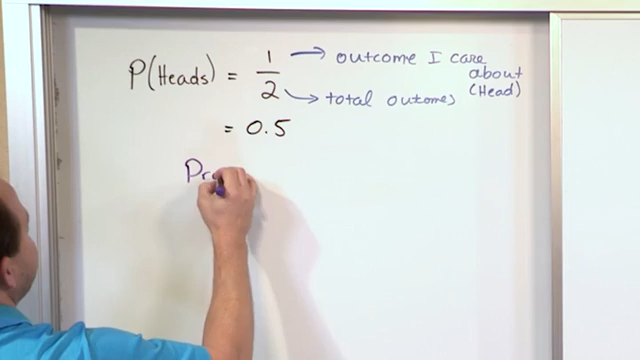 P(Heads) = 1/2 → outcome I care
about
(Head)
→ total outcomes
= 0.5
Pr